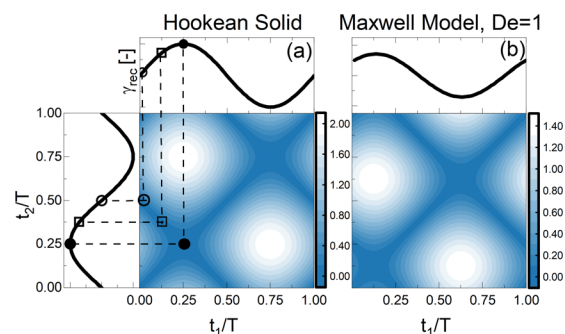 Hookean Solid
Maxwell Model, De=1
(a)
(b)
γrec [-]
2.00
1.60
1.20
0.80
0.40
0.00
1.40
1.20
1.00
0.80
0.60
0.40
0.20
0.00
t2/T
1.00
0.75
0.50
0.25
0.00
0.00 0.25 0.50 0.75 1.00
0.00 0.25 0.50 0.75 1.00
t1/T
t1/T